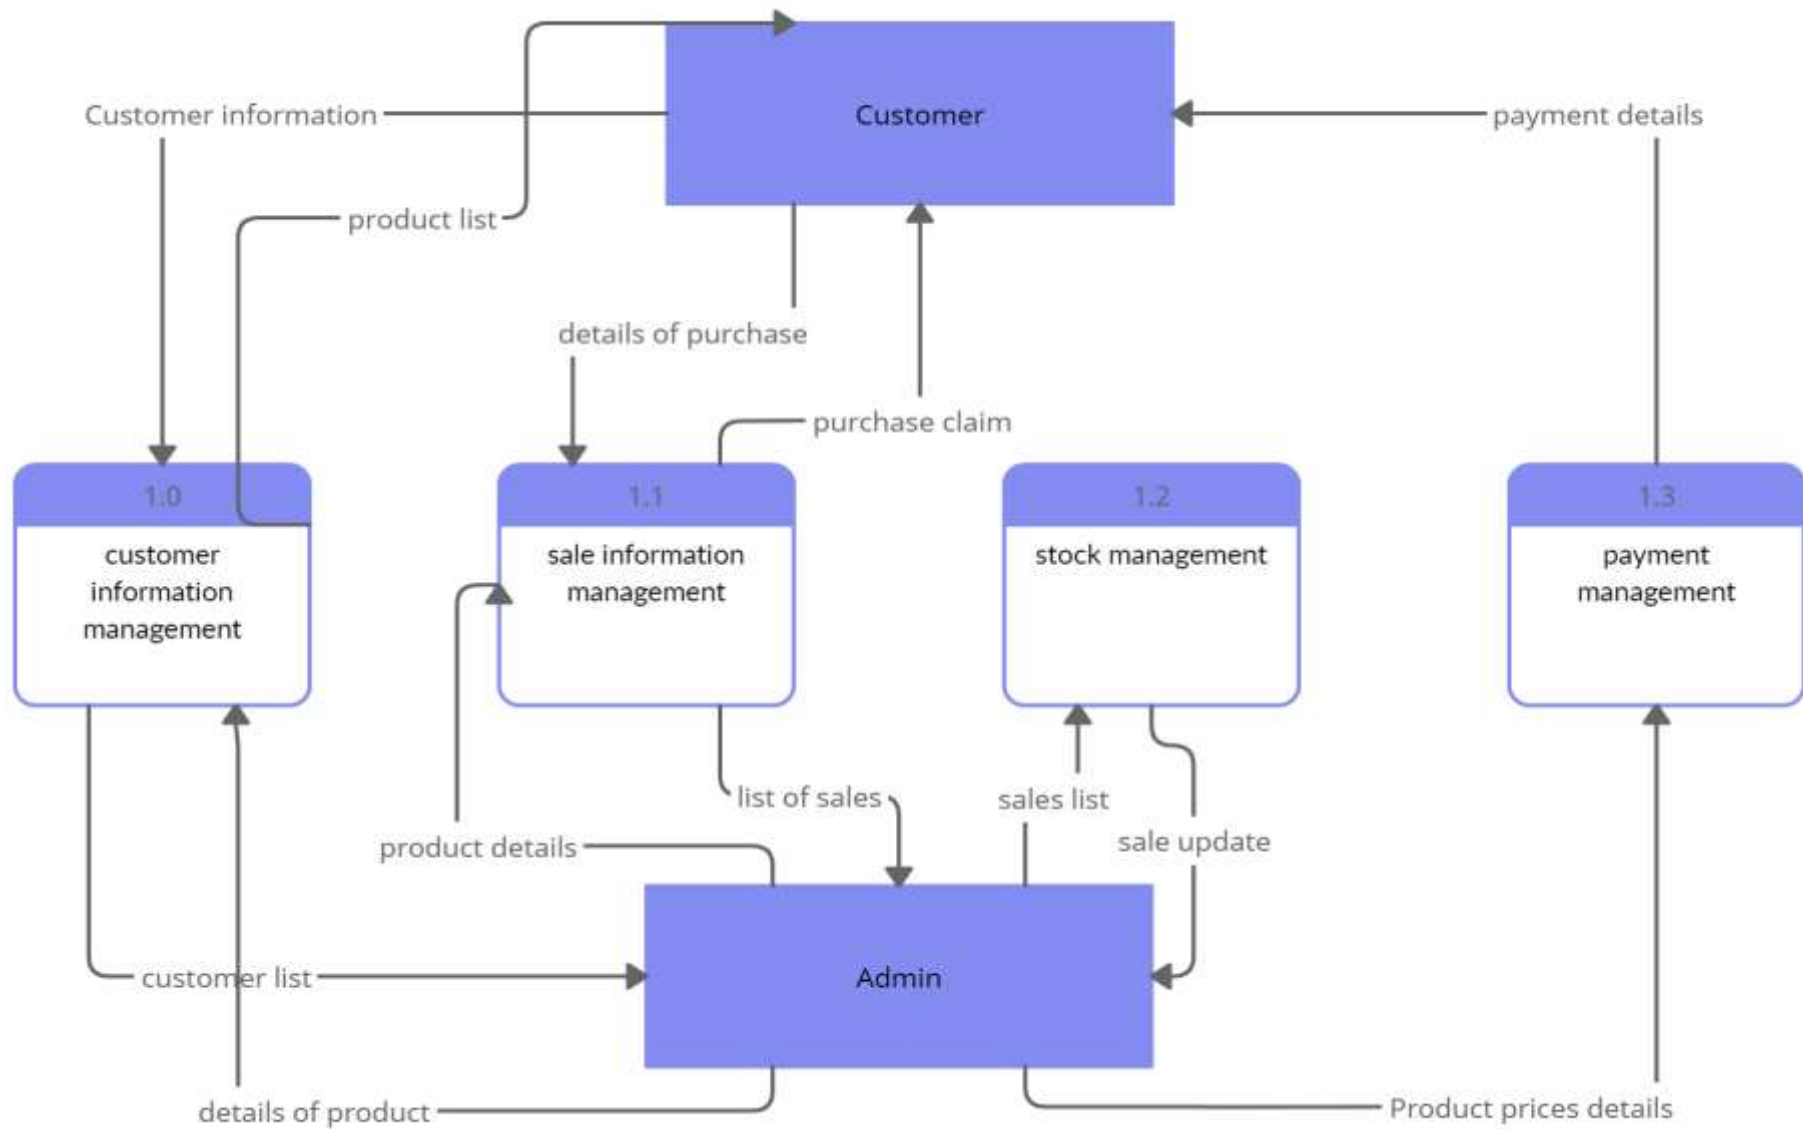 Customer information
Customer
payment details
product list
details of purchase
purchase claim
1.0
1.1
1.2
1.3
customer
information
management
sale information
management
stock management
payment
management
list of sales
sales list
sale update
product details
customer list
Admin
details of product
Product prices details